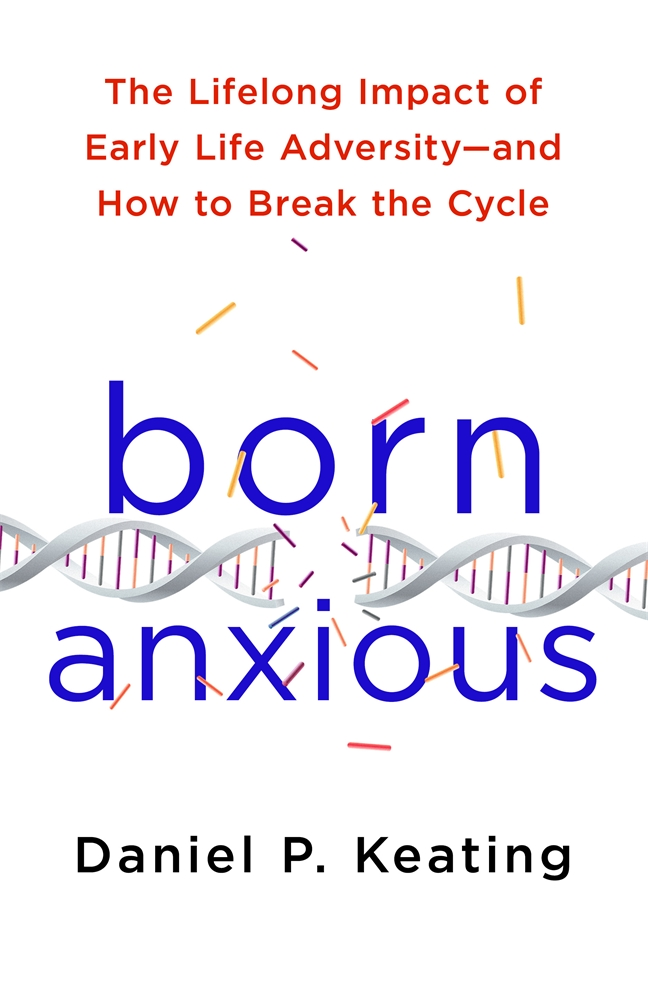 The Lifelong Impact of
Early Life Adversity—and
How to Break the Cycle
born
anxious
Daniel P. Keating